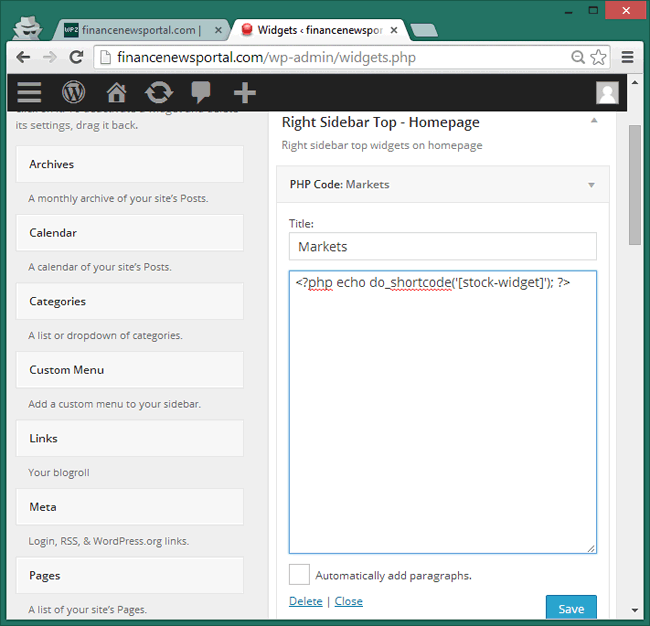 WPZ financenewsportal.com |
Widgets ‹ financenewspor
financenewsportal.com/wp-admin/widgets.php
its settings, drag it back.
Archives
A monthly archive of your site's Posts.
Calendar
A calendar of your site's Posts.
Categories
A list or dropdown of categories.
Custom Menu
Add a custom menu to your sidebar.
Links
Your blogroll
Meta
Login, RSS, & WordPress.org links.
Pages
A list of your site's Pages.
Right Sidebar Top - Homepage
Right sidebar top widgets on homepage
PHP Code: Markets
Title:
Markets
<?php echo do_shortcode('[stock-widget]'); ?>
Automatically add paragraphs.
Delete | Close
Save